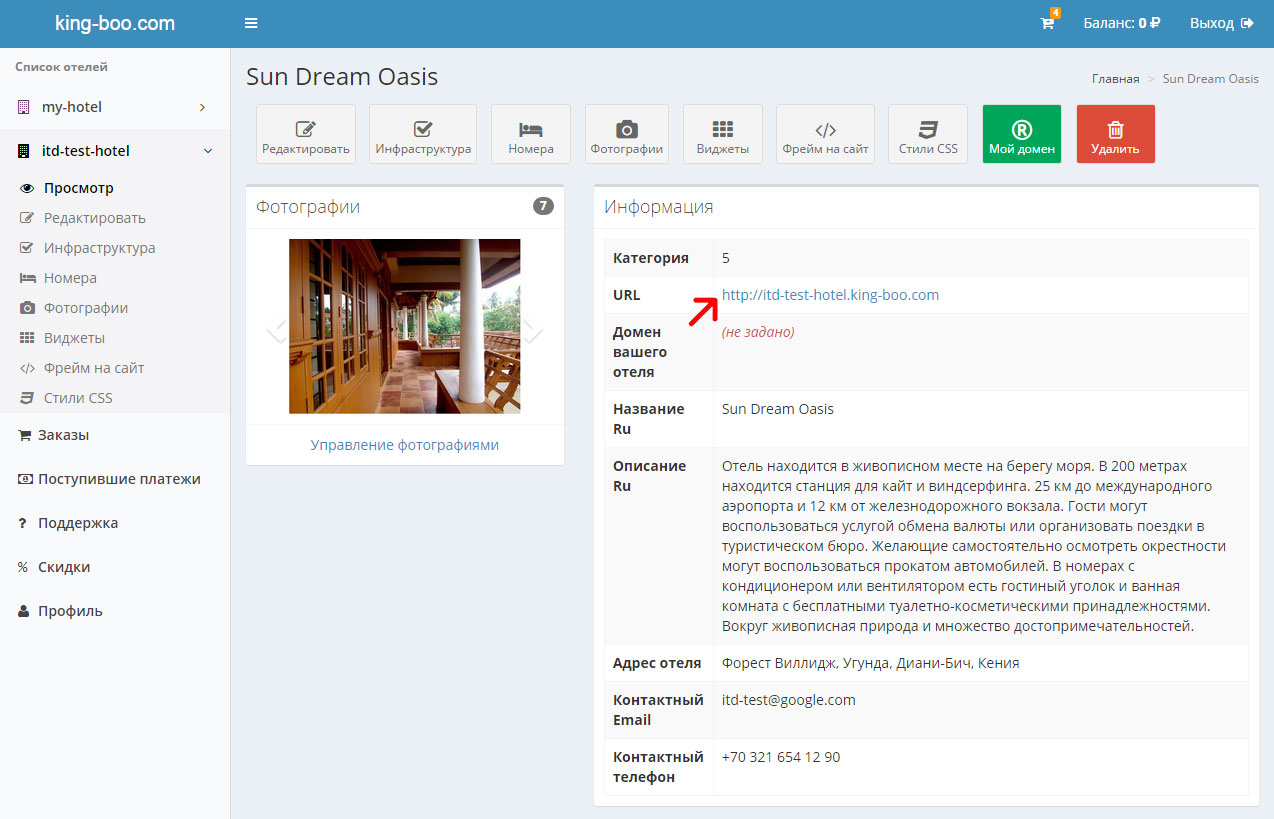 king-boo.com
4
Баланс: 0 ₽
Выход
Список отелей
my-hotel
itd-test-hotel
Просмотр
Редактировать
Инфраструктура
Номера
Фотографии
Виджеты
Фрейм на сайт
Стили CSS
Заказы
Поступившие платежи
? Поддержка
% Скидки
Профиль
Sun Dream Oasis
Главная > Sun Dream Oasis
Редактировать
Инфраструктура
Номера
Фотографии
Виджеты
Фрейм на сайт
Стили CSS
Мой домен
Удалить
Фотографии
7
Управление фотографиями
Информация
Категория
5
URL
http://itd-test-hotel.king-boo.com
Домен
вашего
отеля
(не задано)
Название
Ru
Sun Dream Oasis
Описание
Ru
Отель находится в живописном месте на берегу моря. В 200 метрах
находится станция для кайт и виндсерфинга. 25 км до международного
аэропорта и 12 км от железнодорожного вокзала. Гости могут
воспользоваться услугой обмена валюты или организовать поездки в
туристическом бюро. Желающие самостоятельно осмотреть окрестности
могут воспользоваться прокатом автомобилей. В номерах с
кондиционером или вентилятором есть гостиный уголок и ванная
комната с бесплатными туалетно-косметическими принадлежностями.
Вокруг живописная природа и множество достопримечательностей.
Адрес отеля
Форест Виллидж, Угунда, Диани-Бич, Кения
Контактный
Email
itd-test@google.com
Контактный
телефон
+70 321 654 12 90